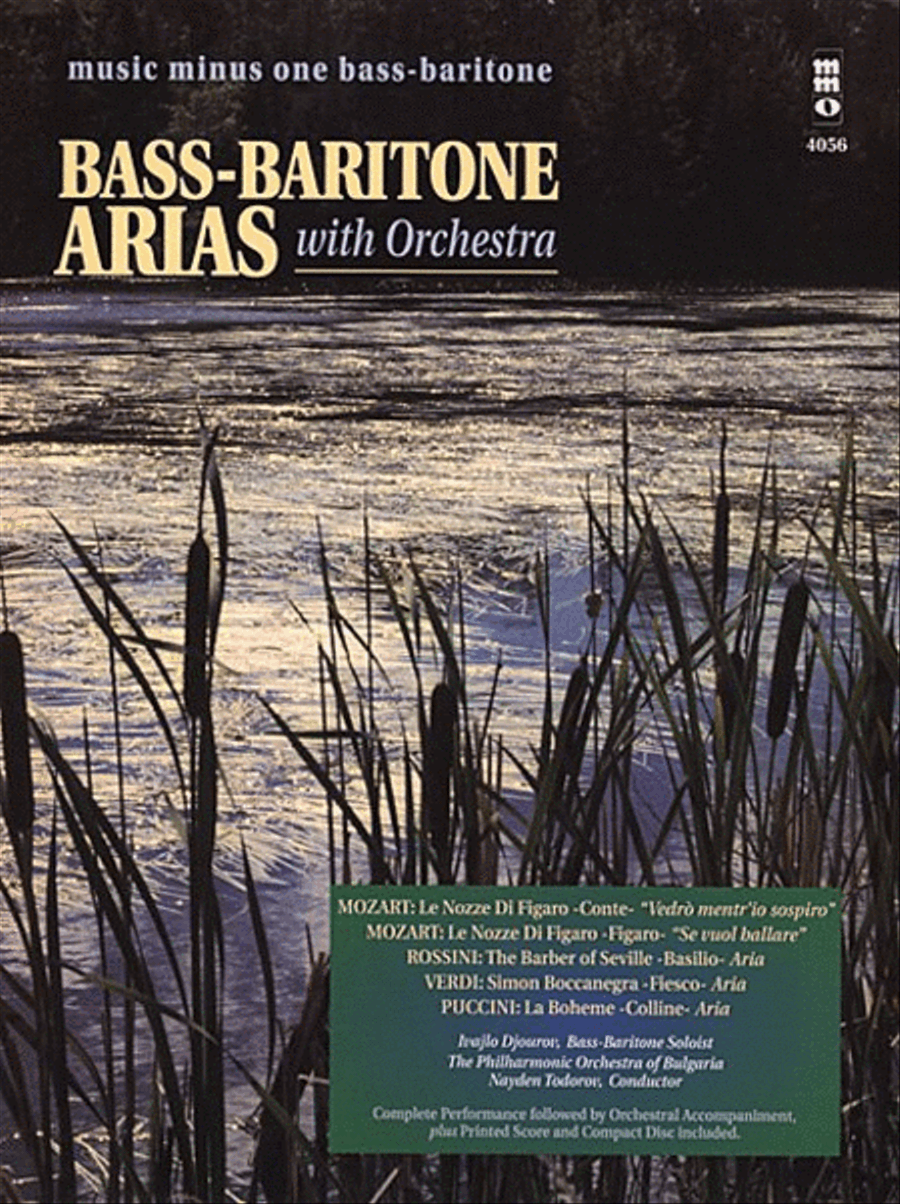 music minus one bass-baritone
mmo
4056
BASS-BARITONE
ARIAS with Orchestra
MOZART: Le Nozze Di Figaro -Conte- "Vedrò mentr'io sospiro"
MOZART: Le Nozze Di Figaro -Figaro- "Se vuol ballare"
ROSSINI: The Barber of Seville -Basilio- Aria
VERDI: Simon Boccanegra -Fiesco- Aria
PUCCINI: La Boheme -Colline- Aria
Ivajlo Djourov, Bass-Baritone Soloist
The Philharmonic Orchestra of Bulgaria
Nayden Todorov, Conductor
Complete Performance followed by Orchestral Accompaniment,
plus Printed Score and Compact Disc included.